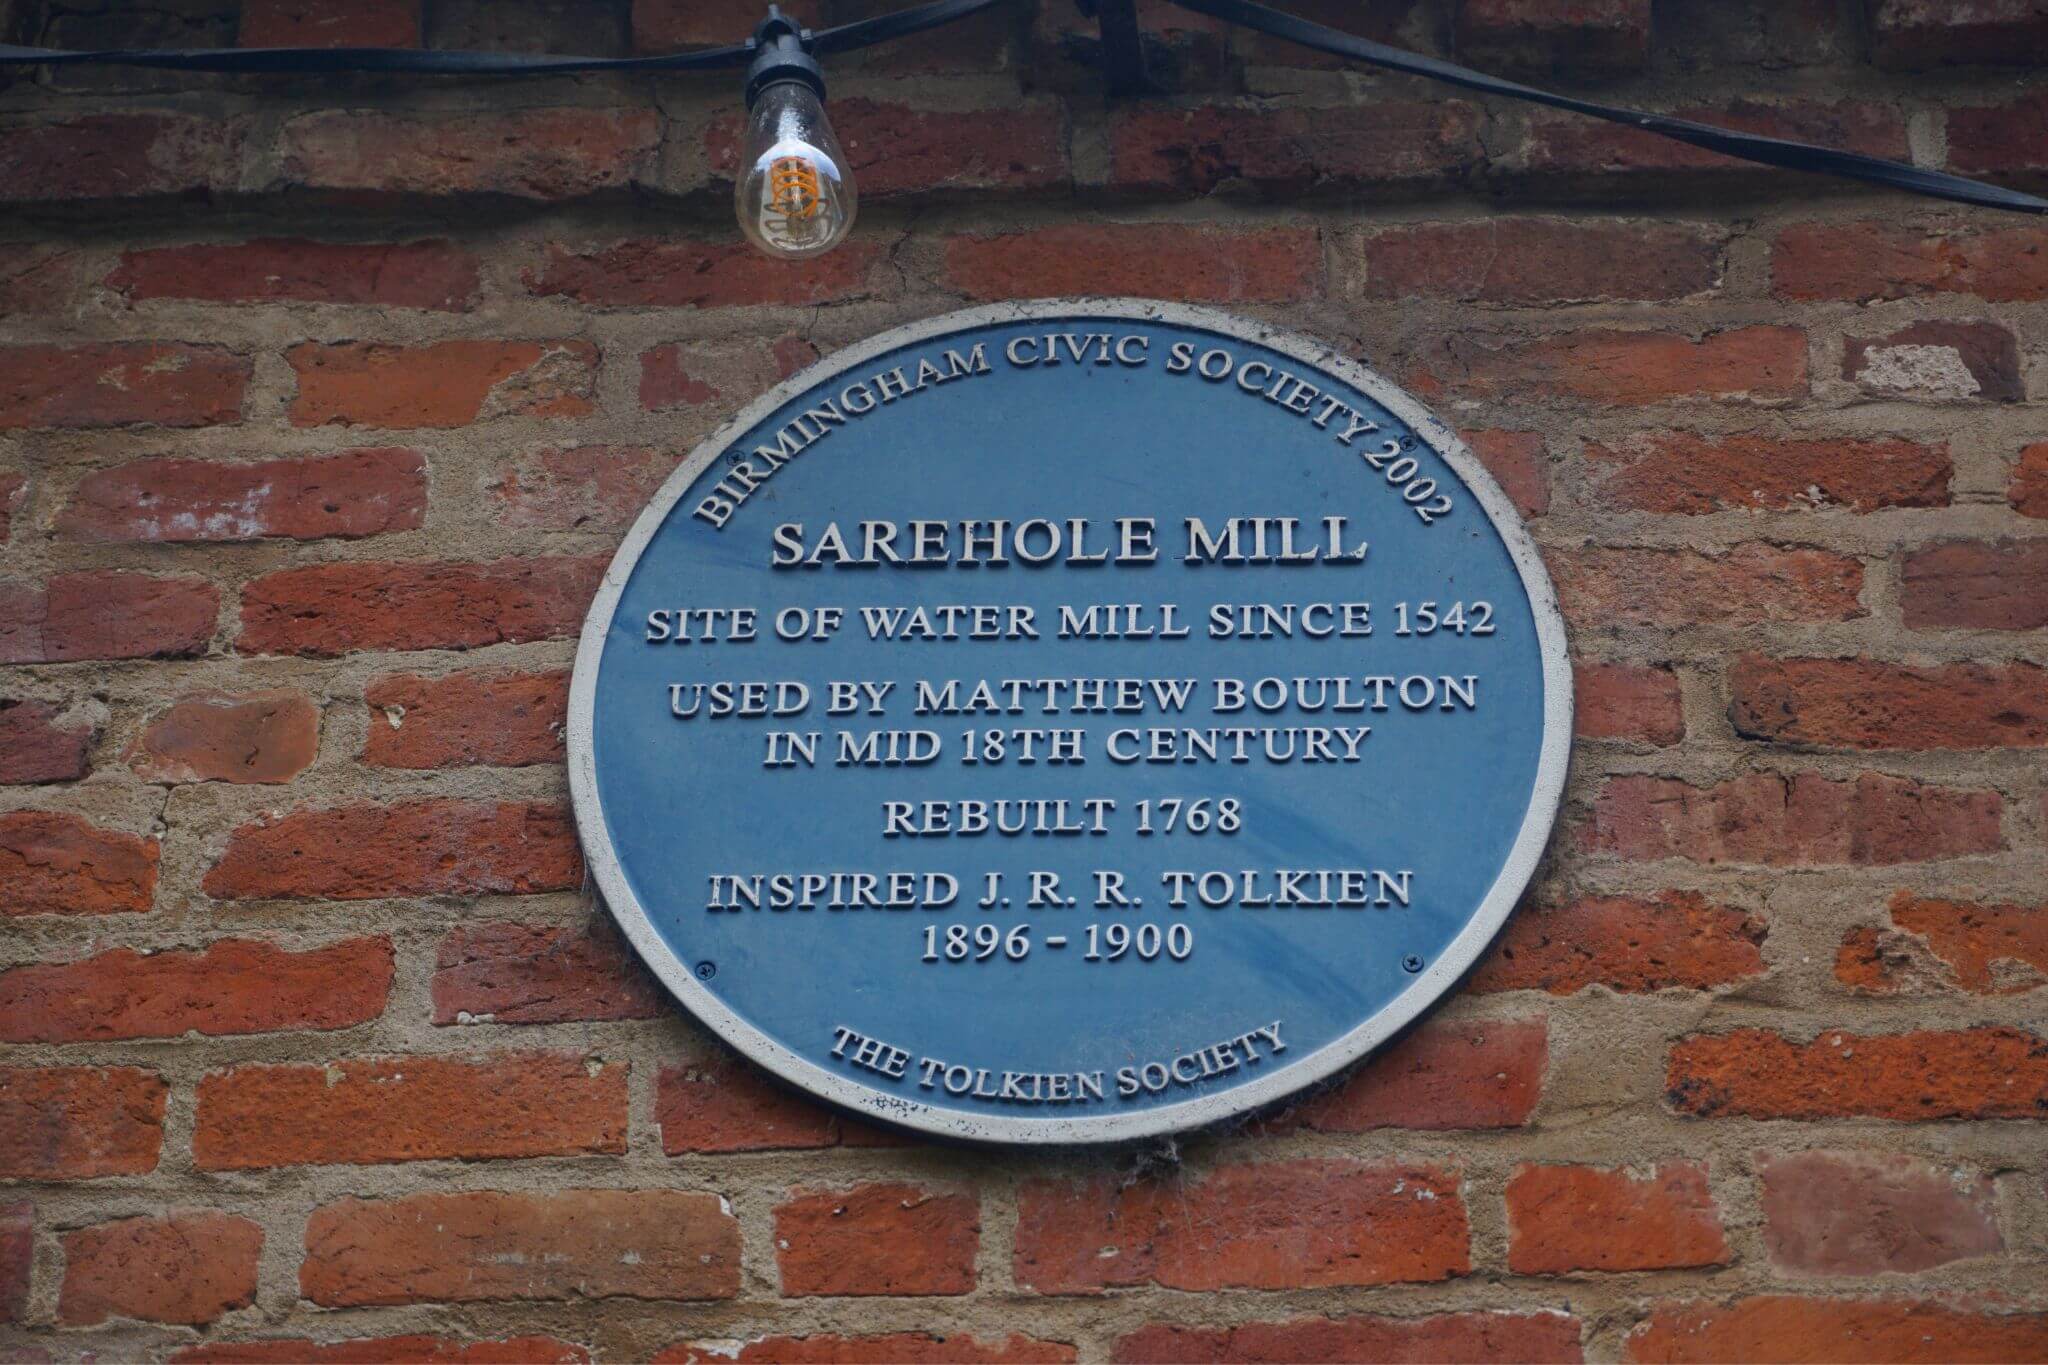 BIRMINGHAM CIVIC SOCIETY 2002
SAREHOLE MILL
SITE OF WATER MILL SINCE 1542
USED BY MATTHEW BOULTON
IN MID 18TH CENTURY
REBUILT 1768
INSPIRED J. R. R. TOLKIEN
1896 - 1900
THE TOLKIEN SOCIETY